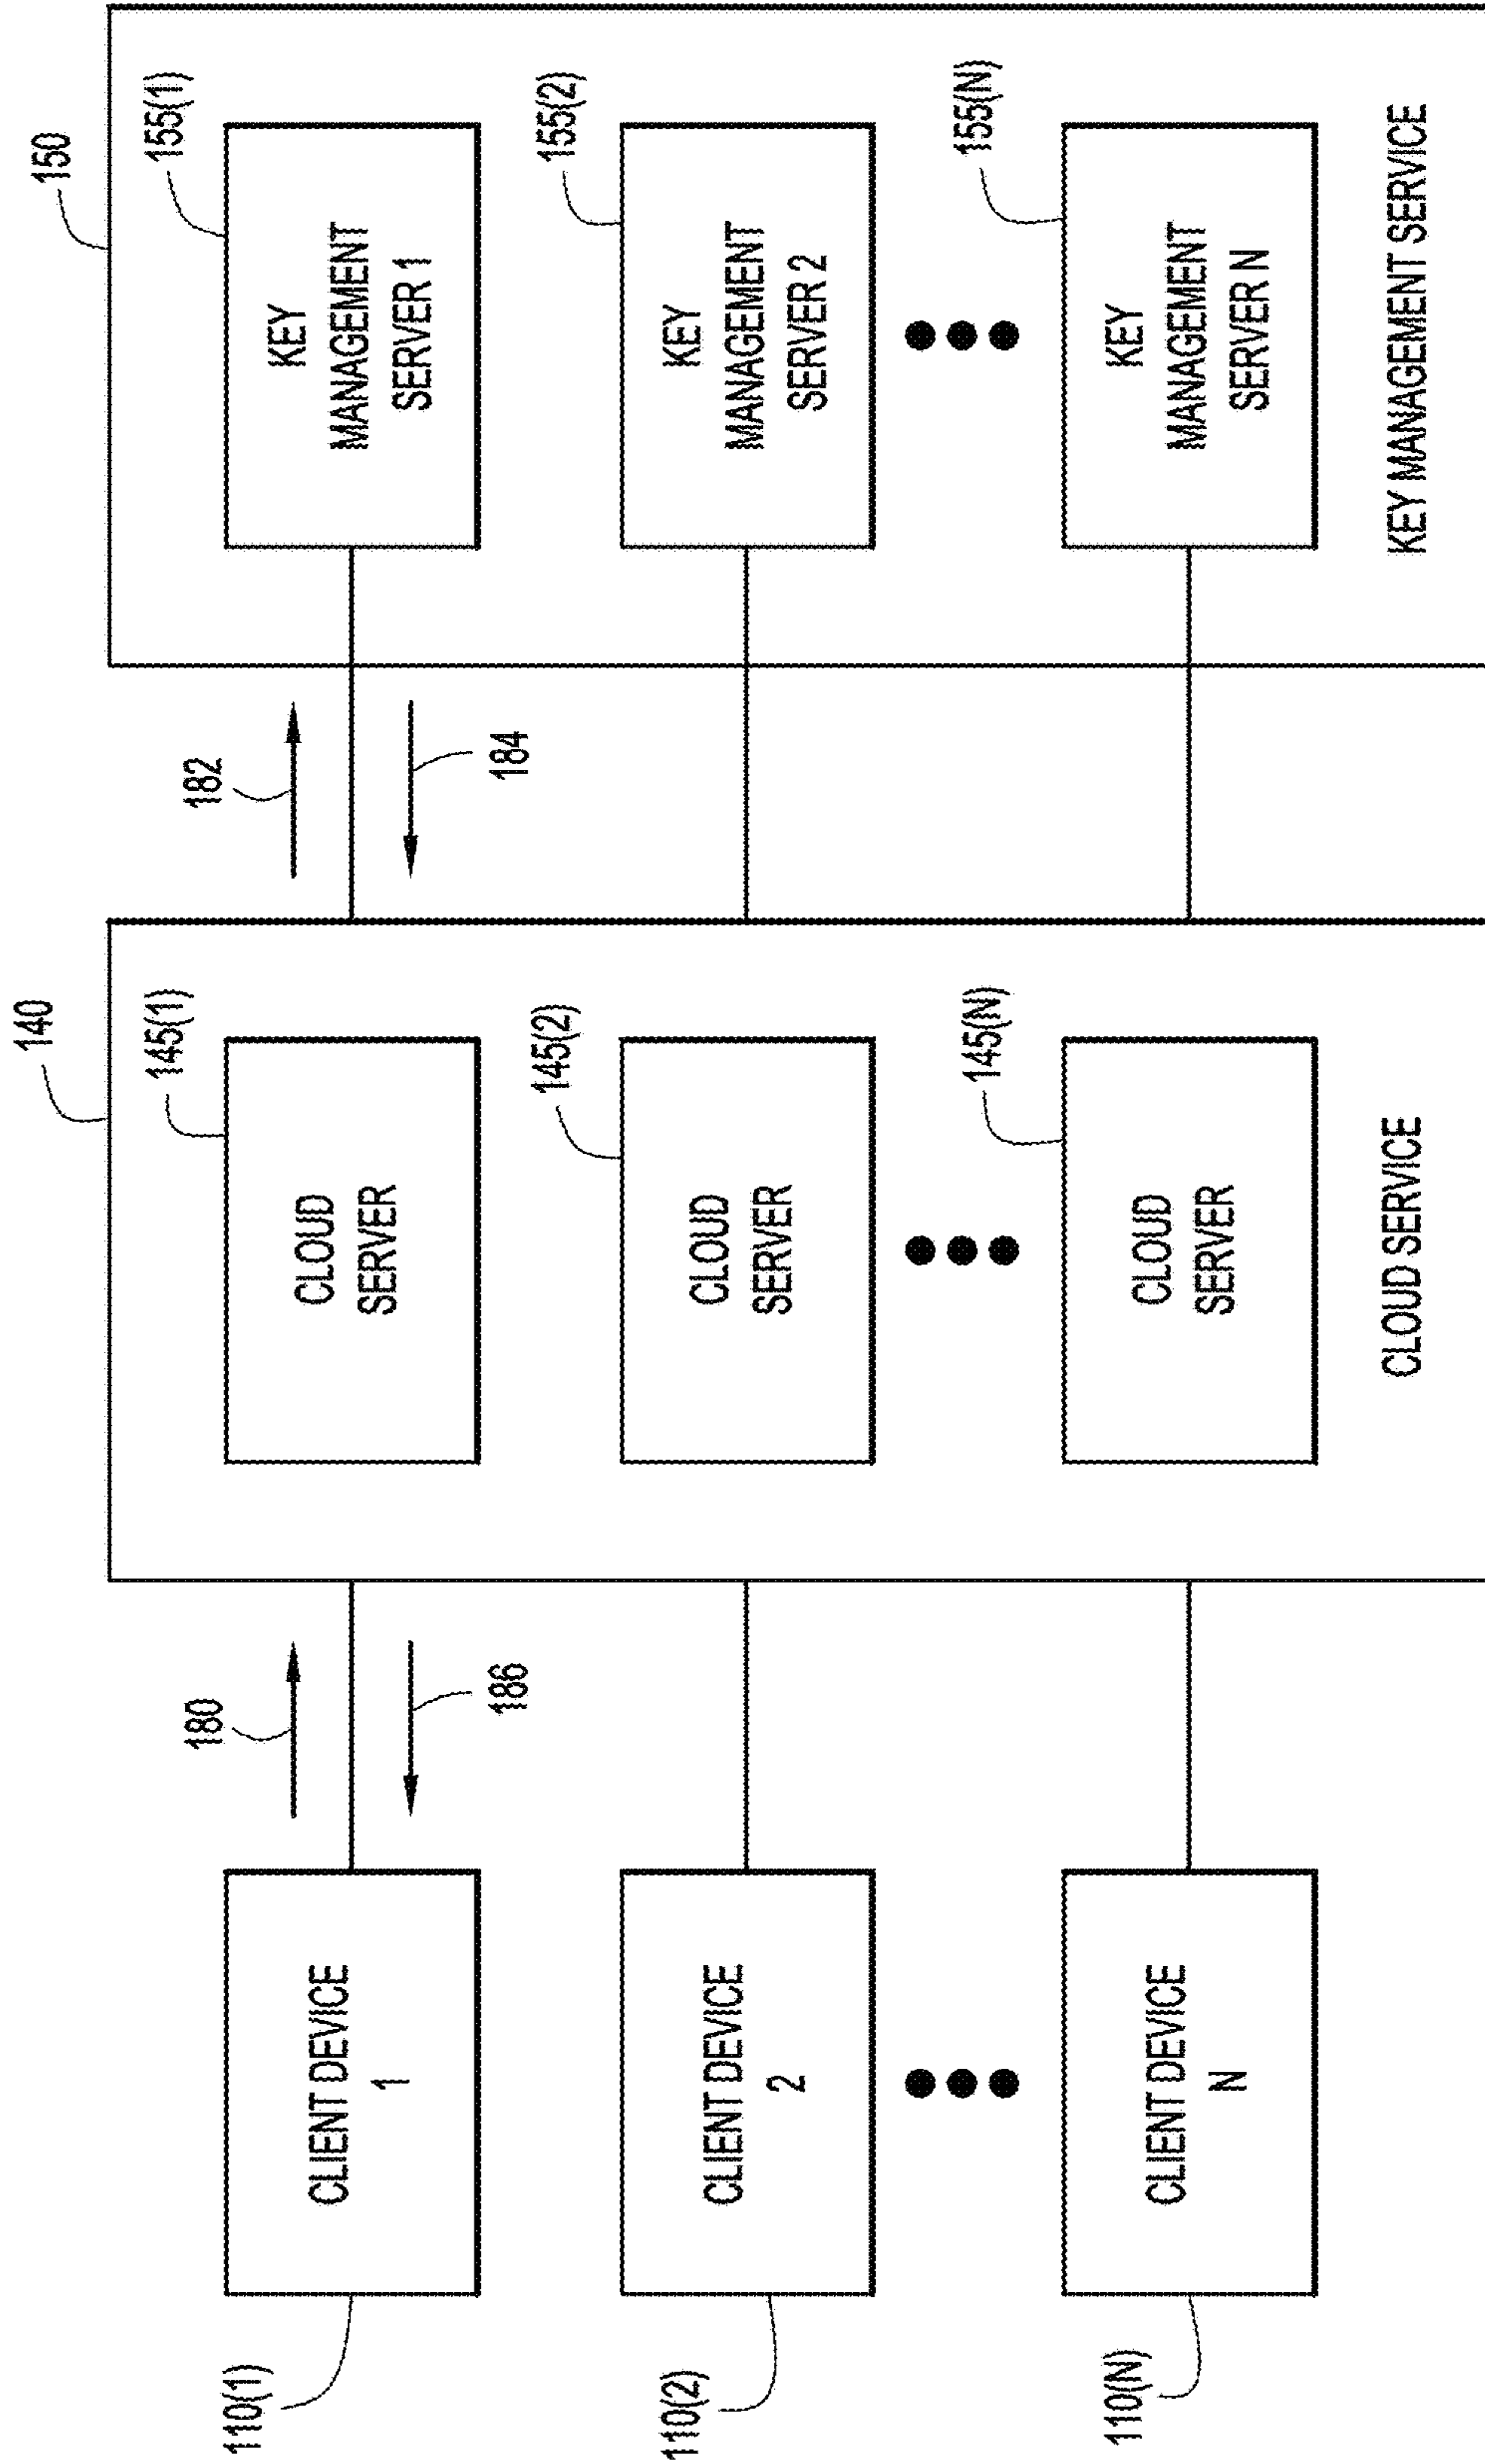 110(1)
CLIENT DEVICE
1
110(2)
CLIENT DEVICE
2
110(N)
CLIENT DEVICE
N
180
186
140
145(1)
CLOUD
SERVER
145(2)
CLOUD
SERVER
145(N)
CLOUD
SERVER
CLOUD SERVICE
182
184
150
155(1)
KEY
MANAGEMENT
SERVER 1
155(2)
KEY
MANAGEMENT
SERVER 2
155(N)
KEY
MANAGEMENT
SERVER N
KEY MANAGEMENT SERVICE